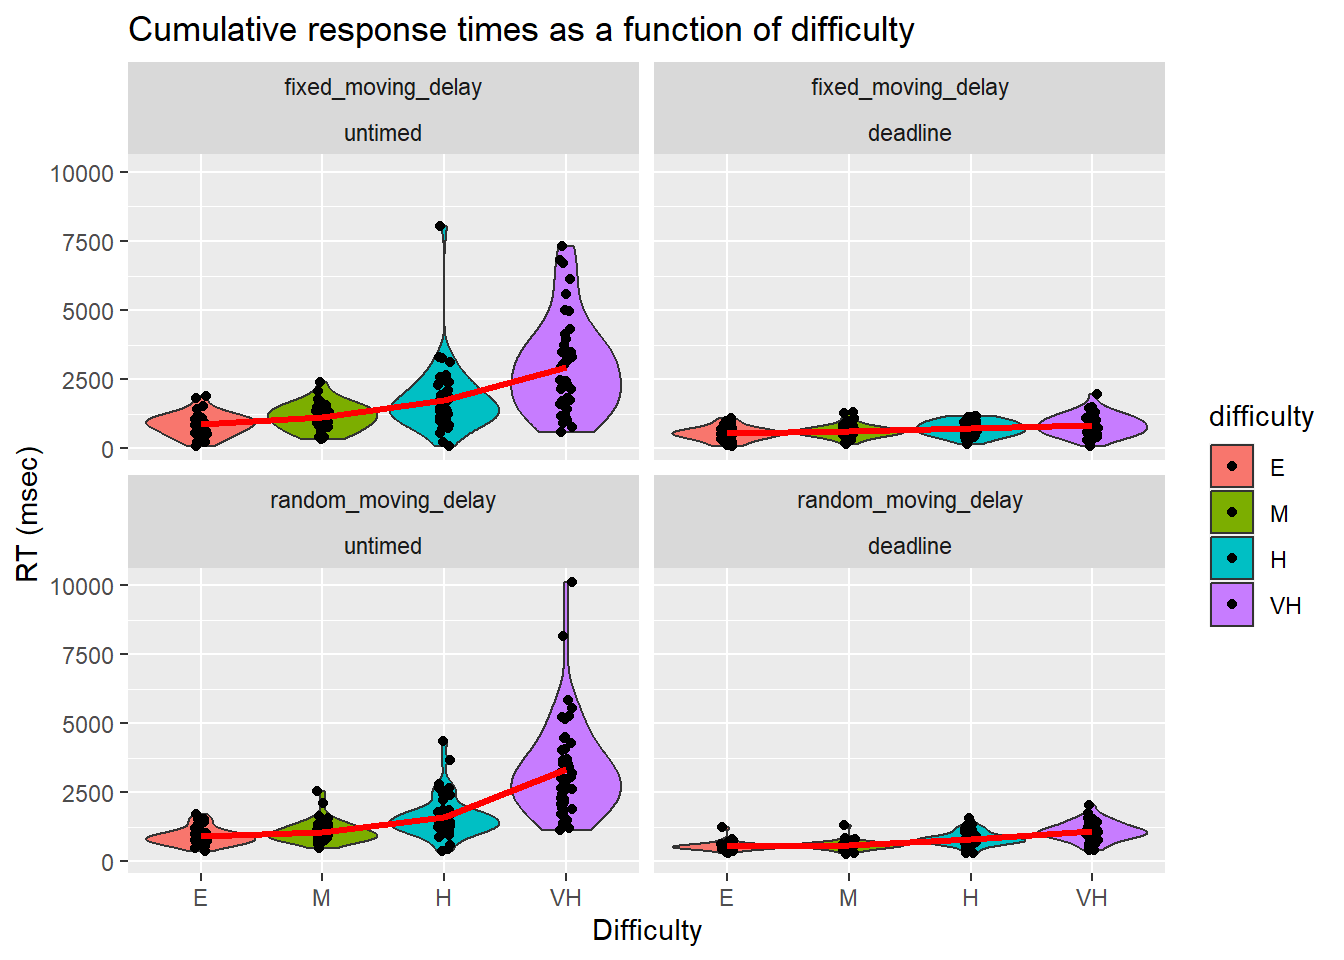 Cumulative response times as a function of difficulty
fixed_moving_delay
untimed
fixed_moving_delay
deadline
10000
7500
5000
2500
0
random_moving_delay
untimed
random_moving_delay
deadline
10000
7500
5000
2500
0
RT (msec)
E
M
H
VH
E
M
H
VH
Difficulty
difficulty
E
M
H
VH